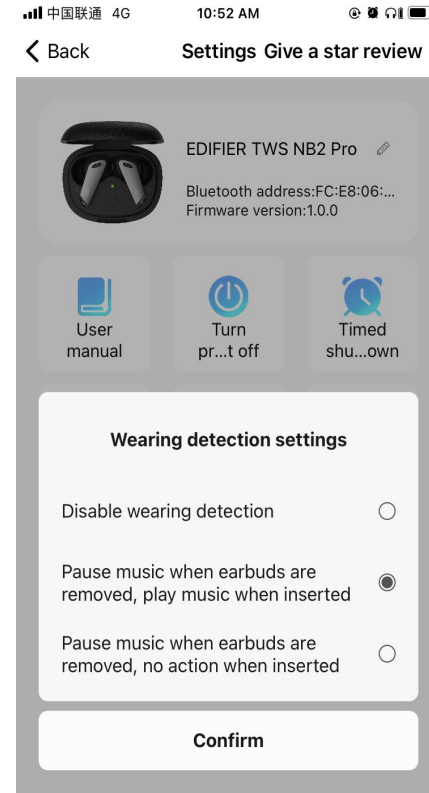 中国联通 4G 10:52 AM
Back Settings Give a star review
EDIFIER TWS NB2 Pro
Bluetooth address:FC:E8:06:...
Firmware version:1.0.0
User manual
Turn pr...t off
Timed shu...own
Wearing detection settings
Disable wearing detection
Pause music when earbuds are
removed, play music when inserted
Pause music when earbuds are
removed, no action when inserted
Confirm